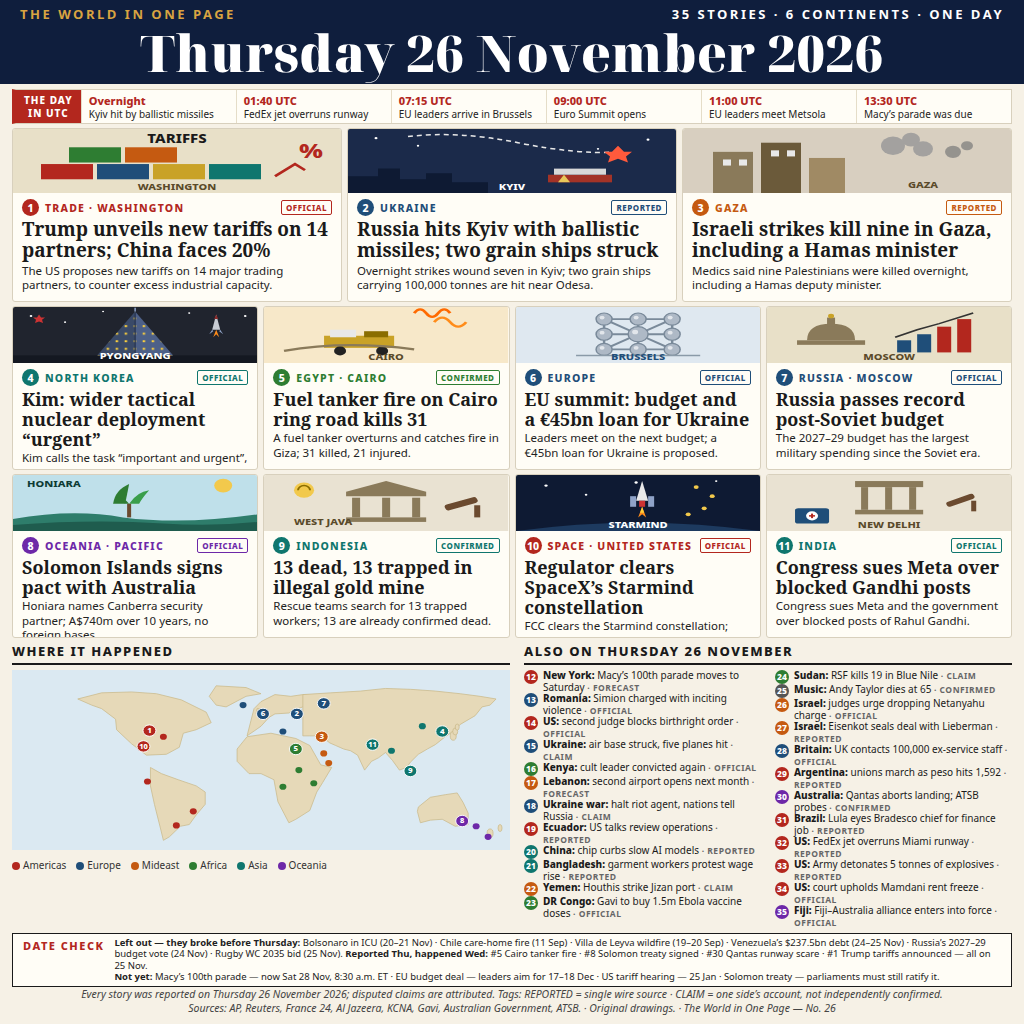 THE WORLD IN ONE PAGE
35 STORIES · 6 CONTINENTS · ONE DAY
Thursday 26 November 2026
THE DAY
IN UTC
Overnight
Kyiv hit by ballistic missiles
01:40 UTC
FedEx jet overruns runway
07:15 UTC
EU leaders arrive in Brussels
09:00 UTC
Euro Summit opens
11:00 UTC
EU leaders meet Metsola
13:30 UTC
Macy's parade was due
TARIFFS
%
WASHINGTON
1 TRADE · WASHINGTON OFFICIAL
Trump unveils new tariffs on 14
partners; China faces 20%
The US proposes new tariffs on 14 major trading
partners, to counter excess industrial capacity.
KYIV
2 UKRAINE REPORTED
Russia hits Kyiv with ballistic
missiles; two grain ships struck
Overnight strikes wound seven in Kyiv; two grain ships
carrying 100,000 tonnes are hit near Odesa.
GAZA
3 GAZA REPORTED
Israeli strikes kill nine in Gaza,
including a Hamas minister
Medics said nine Palestinians were killed overnight,
including a Hamas deputy minister.
PYONGYANG
4 NORTH KOREA OFFICIAL
Kim: wider tactical
nuclear deployment
“urgent”
Kim calls the task “important and urgent”,
CAIRO
5 EGYPT · CAIRO CONFIRMED
Fuel tanker fire on Cairo
ring road kills 31
A fuel tanker overturns and catches fire in
Giza; 31 killed, 21 injured.
BRUSSELS
6 EUROPE OFFICIAL
EU summit: budget and
a €45bn loan for Ukraine
Leaders meet on the next budget; a
€45bn loan for Ukraine is proposed.
MOSCOW
7 RUSSIA · MOSCOW OFFICIAL
Russia passes record
post-Soviet budget
The 2027–29 budget has the largest
military spending since the Soviet era.
HONIARA
8 OCEANIA · PACIFIC OFFICIAL
Solomon Islands signs
pact with Australia
Honiara names Canberra security
partner; A$740m over 10 years, no
foreign bases.
WEST JAVA
9 INDONESIA CONFIRMED
13 dead, 13 trapped in
illegal gold mine
Rescue teams search for 13 trapped
workers; 13 are already confirmed dead.
STARMIND
10 SPACE · UNITED STATES OFFICIAL
Regulator clears
SpaceX’s Starmind
constellation
FCC clears the Starmind constellation;
NEW DELHI
11 INDIA OFFICIAL
Congress sues Meta over
blocked Gandhi posts
Congress sues Meta and the government
over blocked posts of Rahul Gandhi.
WHERE IT HAPPENED
1
10
6
2
7
3
5
11
4
9
8
Americas Europe Mideast Africa Asia Oceania
ALSO ON THURSDAY 26 NOVEMBER
12 New York: Macy’s 100th parade moves to
Saturday · FORECAST
13 Romania: Simion charged with inciting
violence · OFFICIAL
14 US: second judge blocks birthright order ·
OFFICIAL
15 Ukraine: air base struck, five planes hit ·
CLAIM
16 Kenya: cult leader convicted again · OFFICIAL
17 Lebanon: second airport opens next month ·
FORECAST
18 Ukraine war: halt riot agent, nations tell
Russia · CLAIM
19 Ecuador: US talks review operations ·
REPORTED
20 China: chip curbs slow AI models · REPORTED
21 Bangladesh: garment workers protest wage
rise · REPORTED
22 Yemen: Houthis strike Jizan port · CLAIM
23 DR Congo: Gavi to buy 1.5m Ebola vaccine
doses · OFFICIAL
24 Sudan: RSF kills 19 in Blue Nile · CLAIM
25 Music: Andy Taylor dies at 65 · CONFIRMED
26 Israel: judges urge dropping Netanyahu
charge · OFFICIAL
27 Israel: Eisenkot seals deal with Lieberman ·
REPORTED
28 Britain: UK contacts 100,000 ex-service staff ·
OFFICIAL
29 Argentina: unions march as peso hits 1,592 ·
REPORTED
30 Australia: Qantas aborts landing; ATSB
probes · CONFIRMED
31 Brazil: Lula eyes Bradesco chief for finance
job · REPORTED
32 US: FedEx jet overruns Miami runway ·
REPORTED
33 US: Army detonates 5 tonnes of explosives ·
REPORTED
34 US: court upholds Mamdani rent freeze ·
OFFICIAL
35 Fiji: Fiji–Australia alliance enters into force ·
OFFICIAL
DATE CHECK
Left out — they broke before Thursday: Bolsonaro in ICU (20–21 Nov) · Chile care-home fire (11 Sep) · Villa de Leyva wildfire (19–20 Sep) · Venezuela’s $237.5bn debt (24–25 Nov) · Russia’s 2027–29
budget vote (24 Nov) · Rugby WC 2035 bid (25 Nov). Reported Thu, happened Wed: #5 Cairo tanker fire · #8 Solomon treaty signed · #30 Qantas runway scare · #1 Trump tariffs announced — all on
25 Nov.
Not yet: Macy’s 100th parade — now Sat 28 Nov, 8:30 a.m. ET · EU budget deal — leaders aim for 17–18 Dec · US tariff hearing — 25 Jan · Solomon treaty — parliaments must still ratify it.
Every story was reported on Thursday 26 November 2026; disputed claims are attributed. Tags: REPORTED = single wire source · CLAIM = one side’s account, not independently confirmed.
Sources: AP, Reuters, France 24, Al Jazeera, KCNA, Gavi, Australian Government, ATSB. · Original drawings. · The World in One Page — No. 26